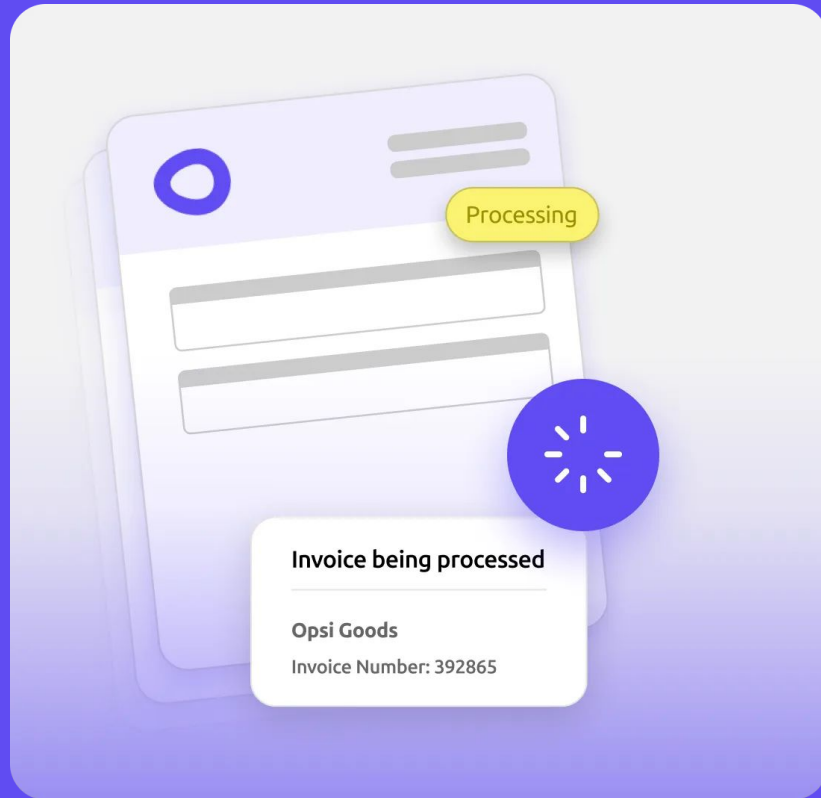 Processing
Invoice being processed
Opsi Goods
Invoice Number: 392865